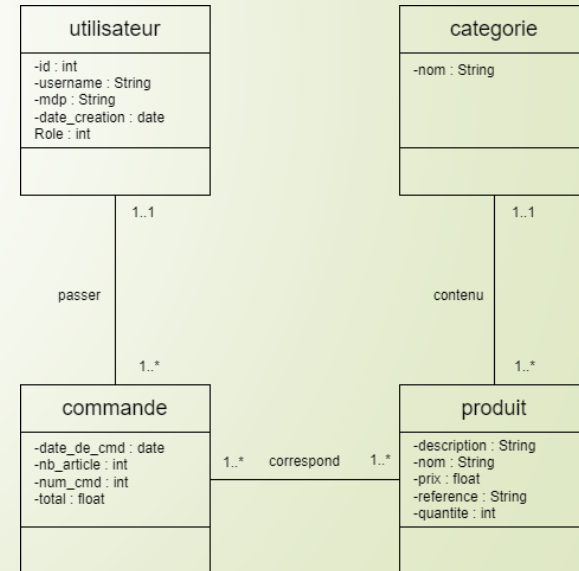 utilisateur
-id : int
-username : String
-mdp : String
-date_creation : date
Role : int
categorie
-nom : String
1..1
1..1
passer
contenu
1..*
1..*
commande
-date_de_cmd : date
-nb_article : int
-num_cmd : int
-total : float
1..* correspond 1..*
produit
-description : String
-nom : String
-prix : float
-reference : String
-quantite : int